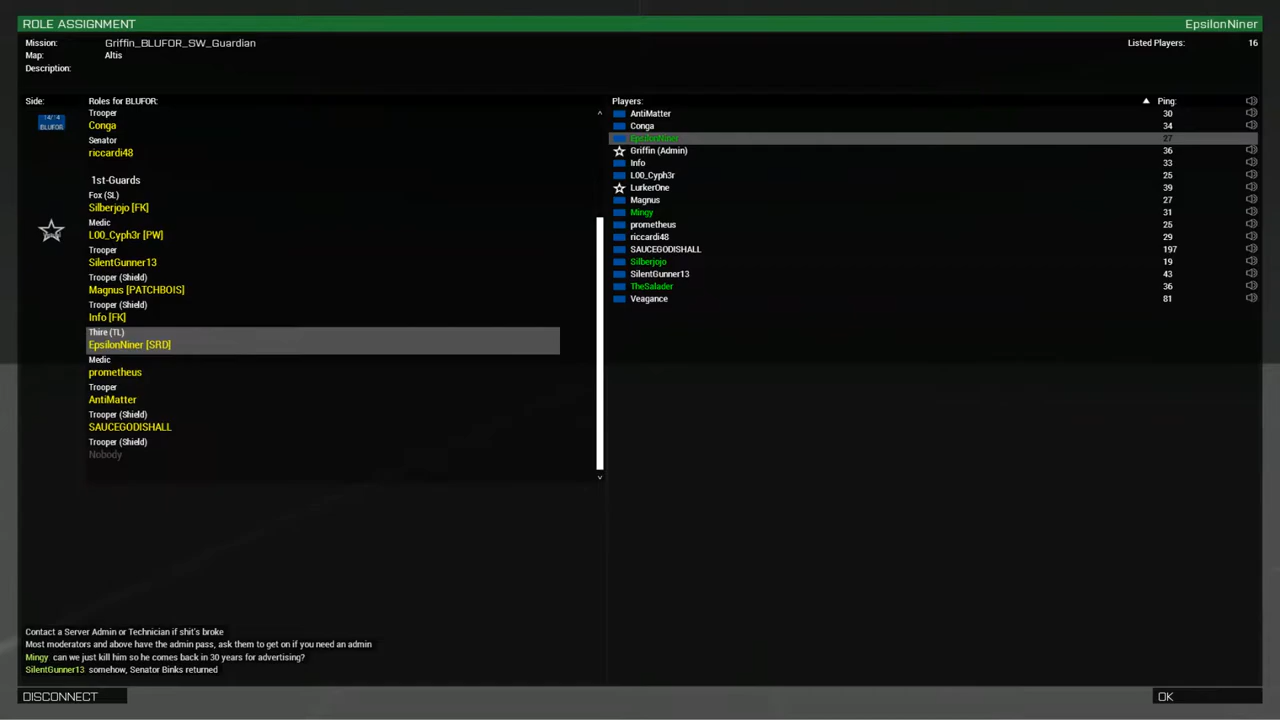 ROLE ASSIGNMENT
EpsilonNiner
Mission: Griffin_BLUFOR_SW_Guardian
Listed Players: 16
Map: Altis
Description:
Side:
14/14
BLUFOR
Roles for BLUFOR:
Trooper
Conga
Senator
riccardi48
1st-Guards
Fox (SL)
Silberjojo [FK]
Medic
L00_Cyph3r [PW]
Trooper
SilentGunner13
Trooper (Shield)
Magnus [PATCHBOIS]
Trooper (Shield)
Info [FK]
Thire (TL)
EpsilonNiner [SRD]
Medic
prometheus
Trooper
AntiMatter
Trooper (Shield)
SAUCEGODISHALL
Trooper (Shield)
Nobody
Players: Ping:
AntiMatter 30
Conga 34
EpsilonNiner 27
Griffin (Admin) 36
Info 33
L00_Cyph3r 25
LurkerOne 39
Magnus 27
Mingy 31
prometheus 25
riccardi48 29
SAUCEGODISHALL 197
Silberjojo 19
SilentGunner13 43
TheSalader 36
Veagance 81
Contact a Server Admin or Technician if shit's broke
Most moderators and above have the admin pass, ask them to get on if you need an admin
Mingy can we just kill him so he comes back in 30 years for advertising?
SilentGunner13 somehow, Senator Binks returned
DISCONNECT
OK